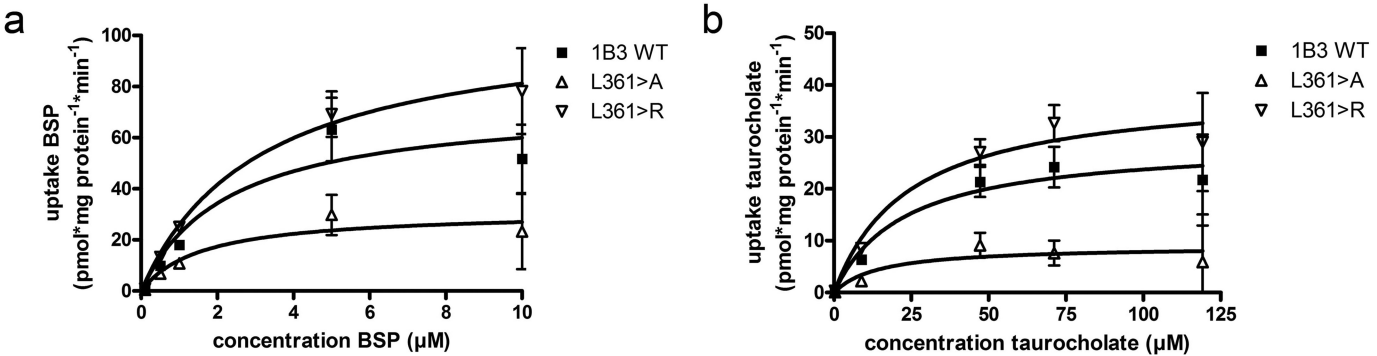 a
uptake BSP
(pmol*mg protein⁻¹*min⁻¹)
100
80
60
40
20
0
0 2 4 6 8 10
concentration BSP (µM)
1B3 WT
L361>A
L361>R
b
uptake taurocholate
(pmol*mg protein⁻¹*min⁻¹)
50
40
30
20
10
0
0 25 50 75 100 125
concentration taurocholate (µM)
1B3 WT
L361>A
L361>R